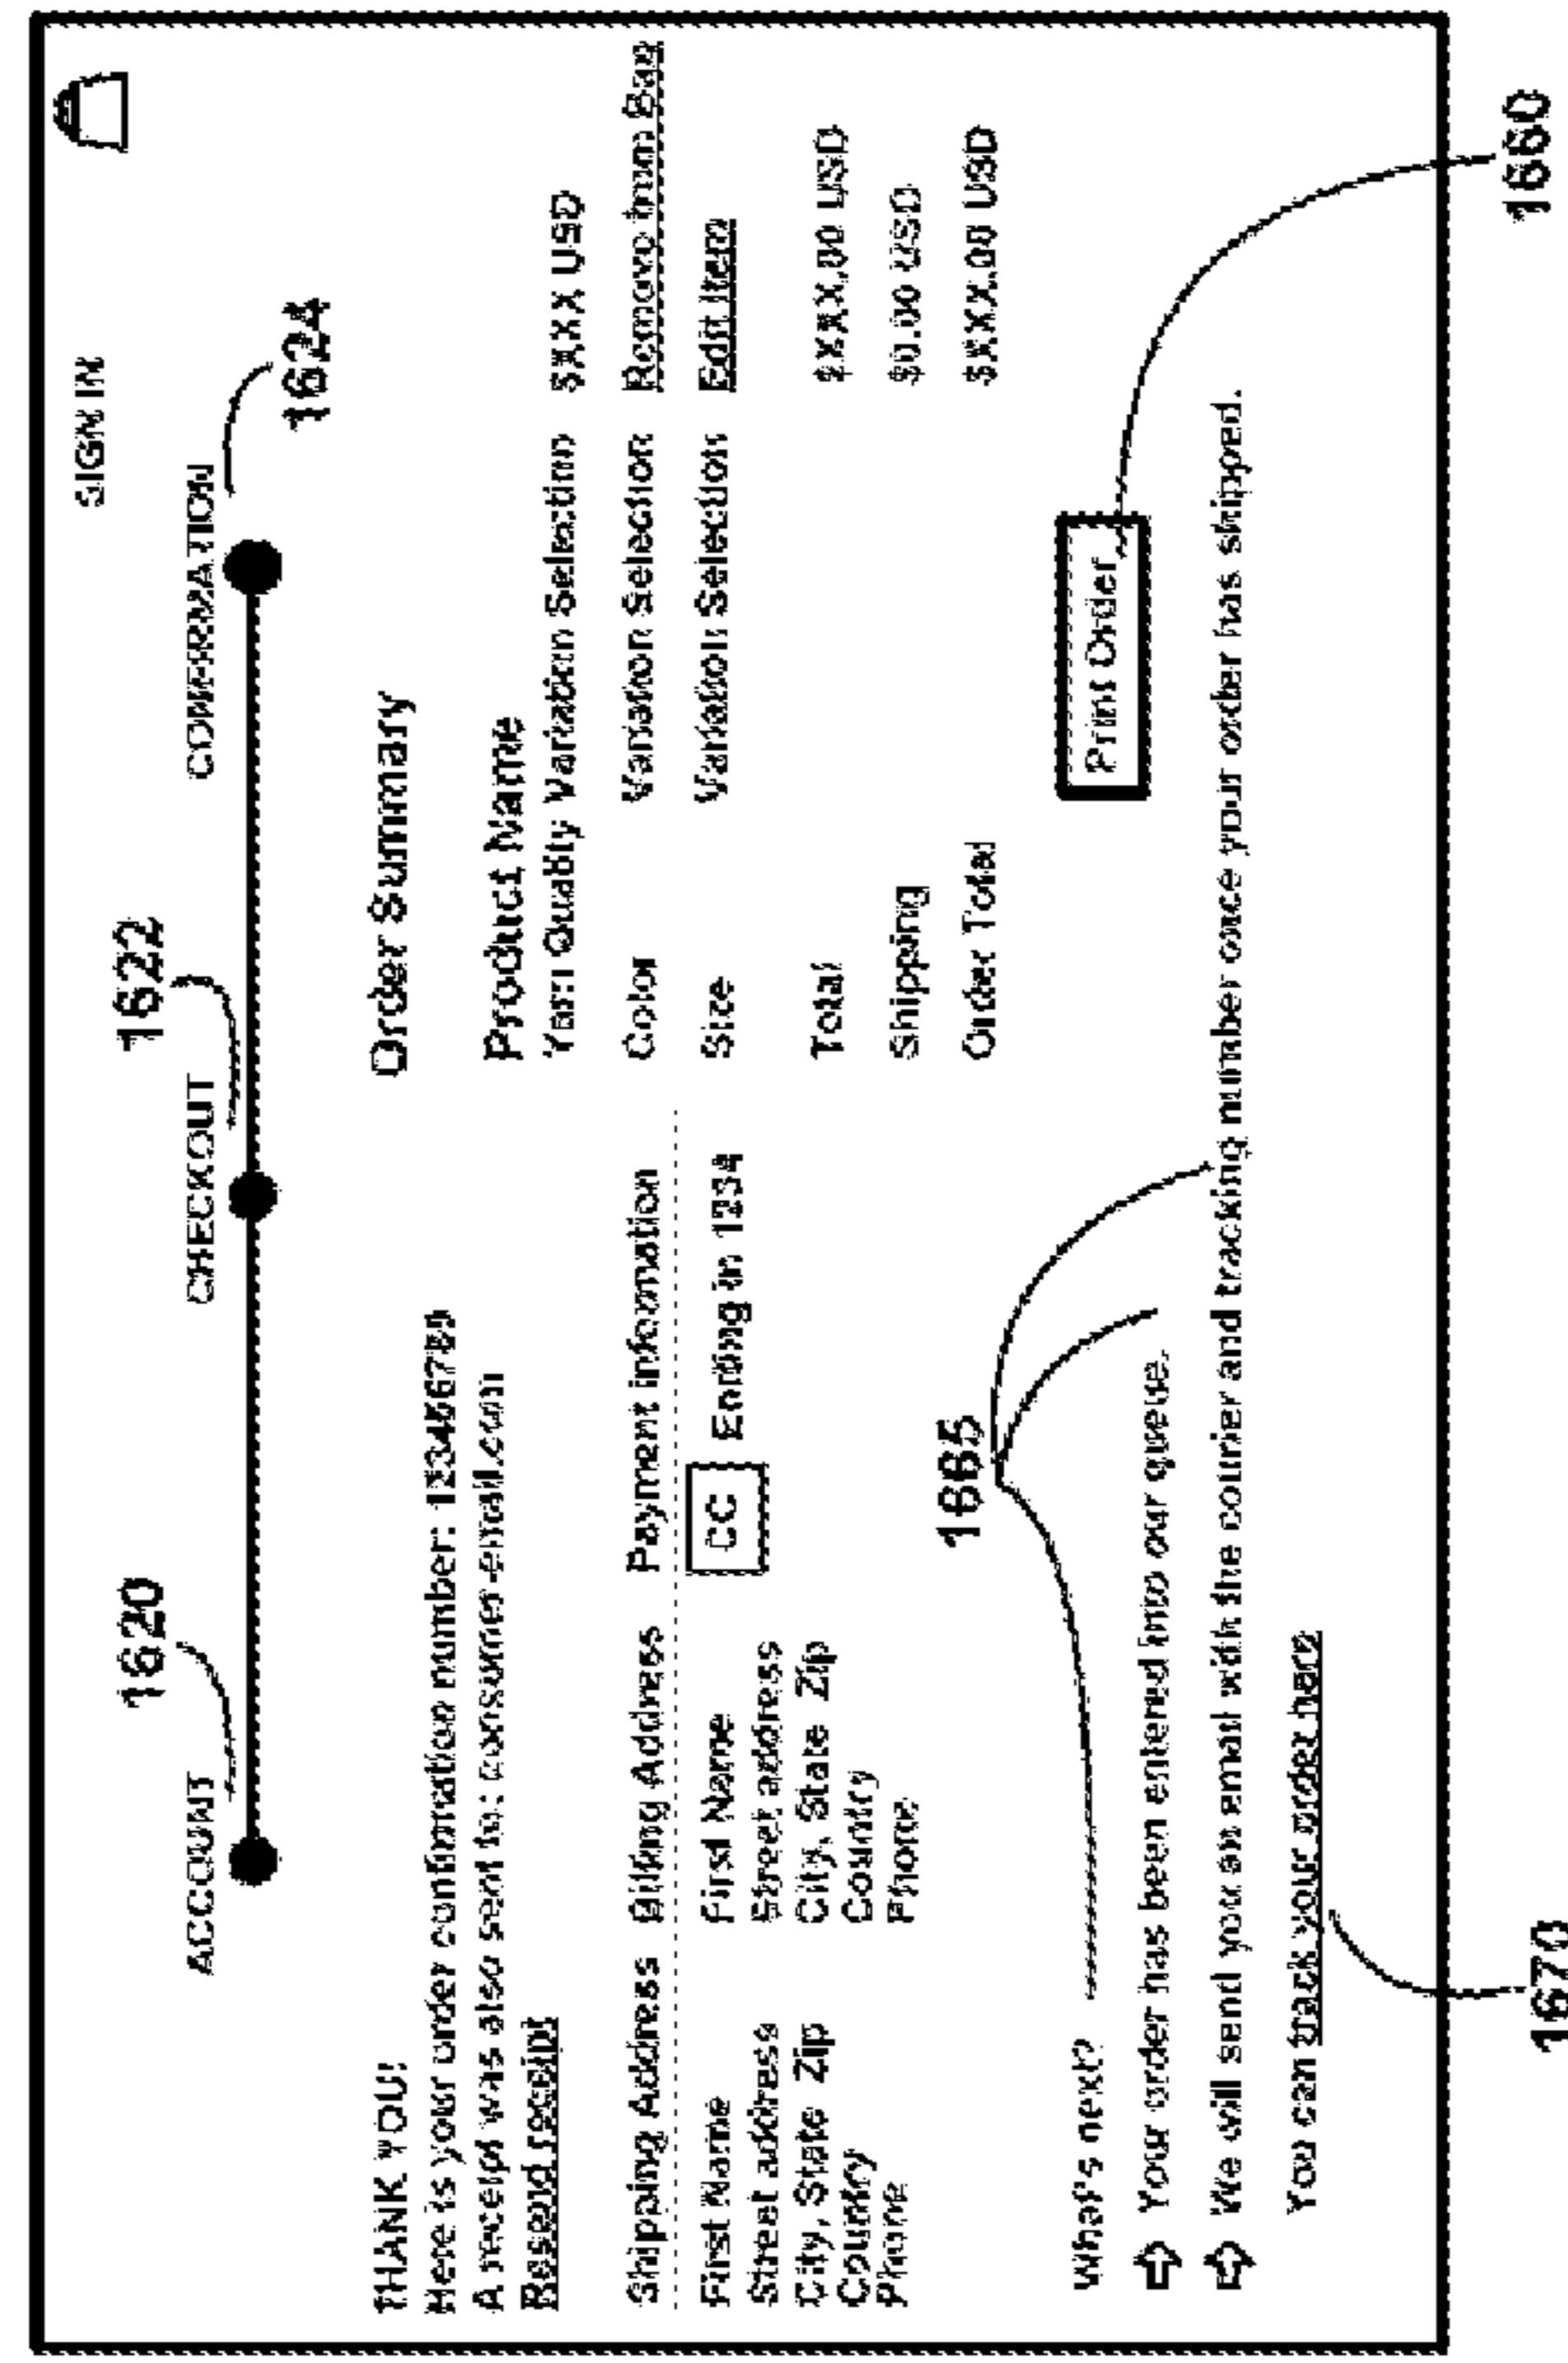 SIGN IN
1620
1622
1624
ACCOUNT
CHECKOUT
CONFIRMATION
THANK YOU!
Here is your order confirmation number: 123456789
A receipt was also sent to: consumer-email.com
Resend receipt
Shipping Address
Billing Address
Payment information
First Name
Street address
City, State Zip
Country
Phone
First Name
Street address
City, State Zip
Country
Phone
CC Ending in 1234
Order Summary
Product Name
Yarn Quality Variation Selection $XXX USD
Color Variation Selection Remove from Bag
Size Variation Selection Edit Item
Total $XXX.00 USD
Shipping $0.00 USD
Order Total $XXX.00 USD
1665
Print Order
1660
What's next?
Your order has been entered into our queue.
We will send you an email with the courier and tracking number once your order has shipped.
You can track your order here
1670